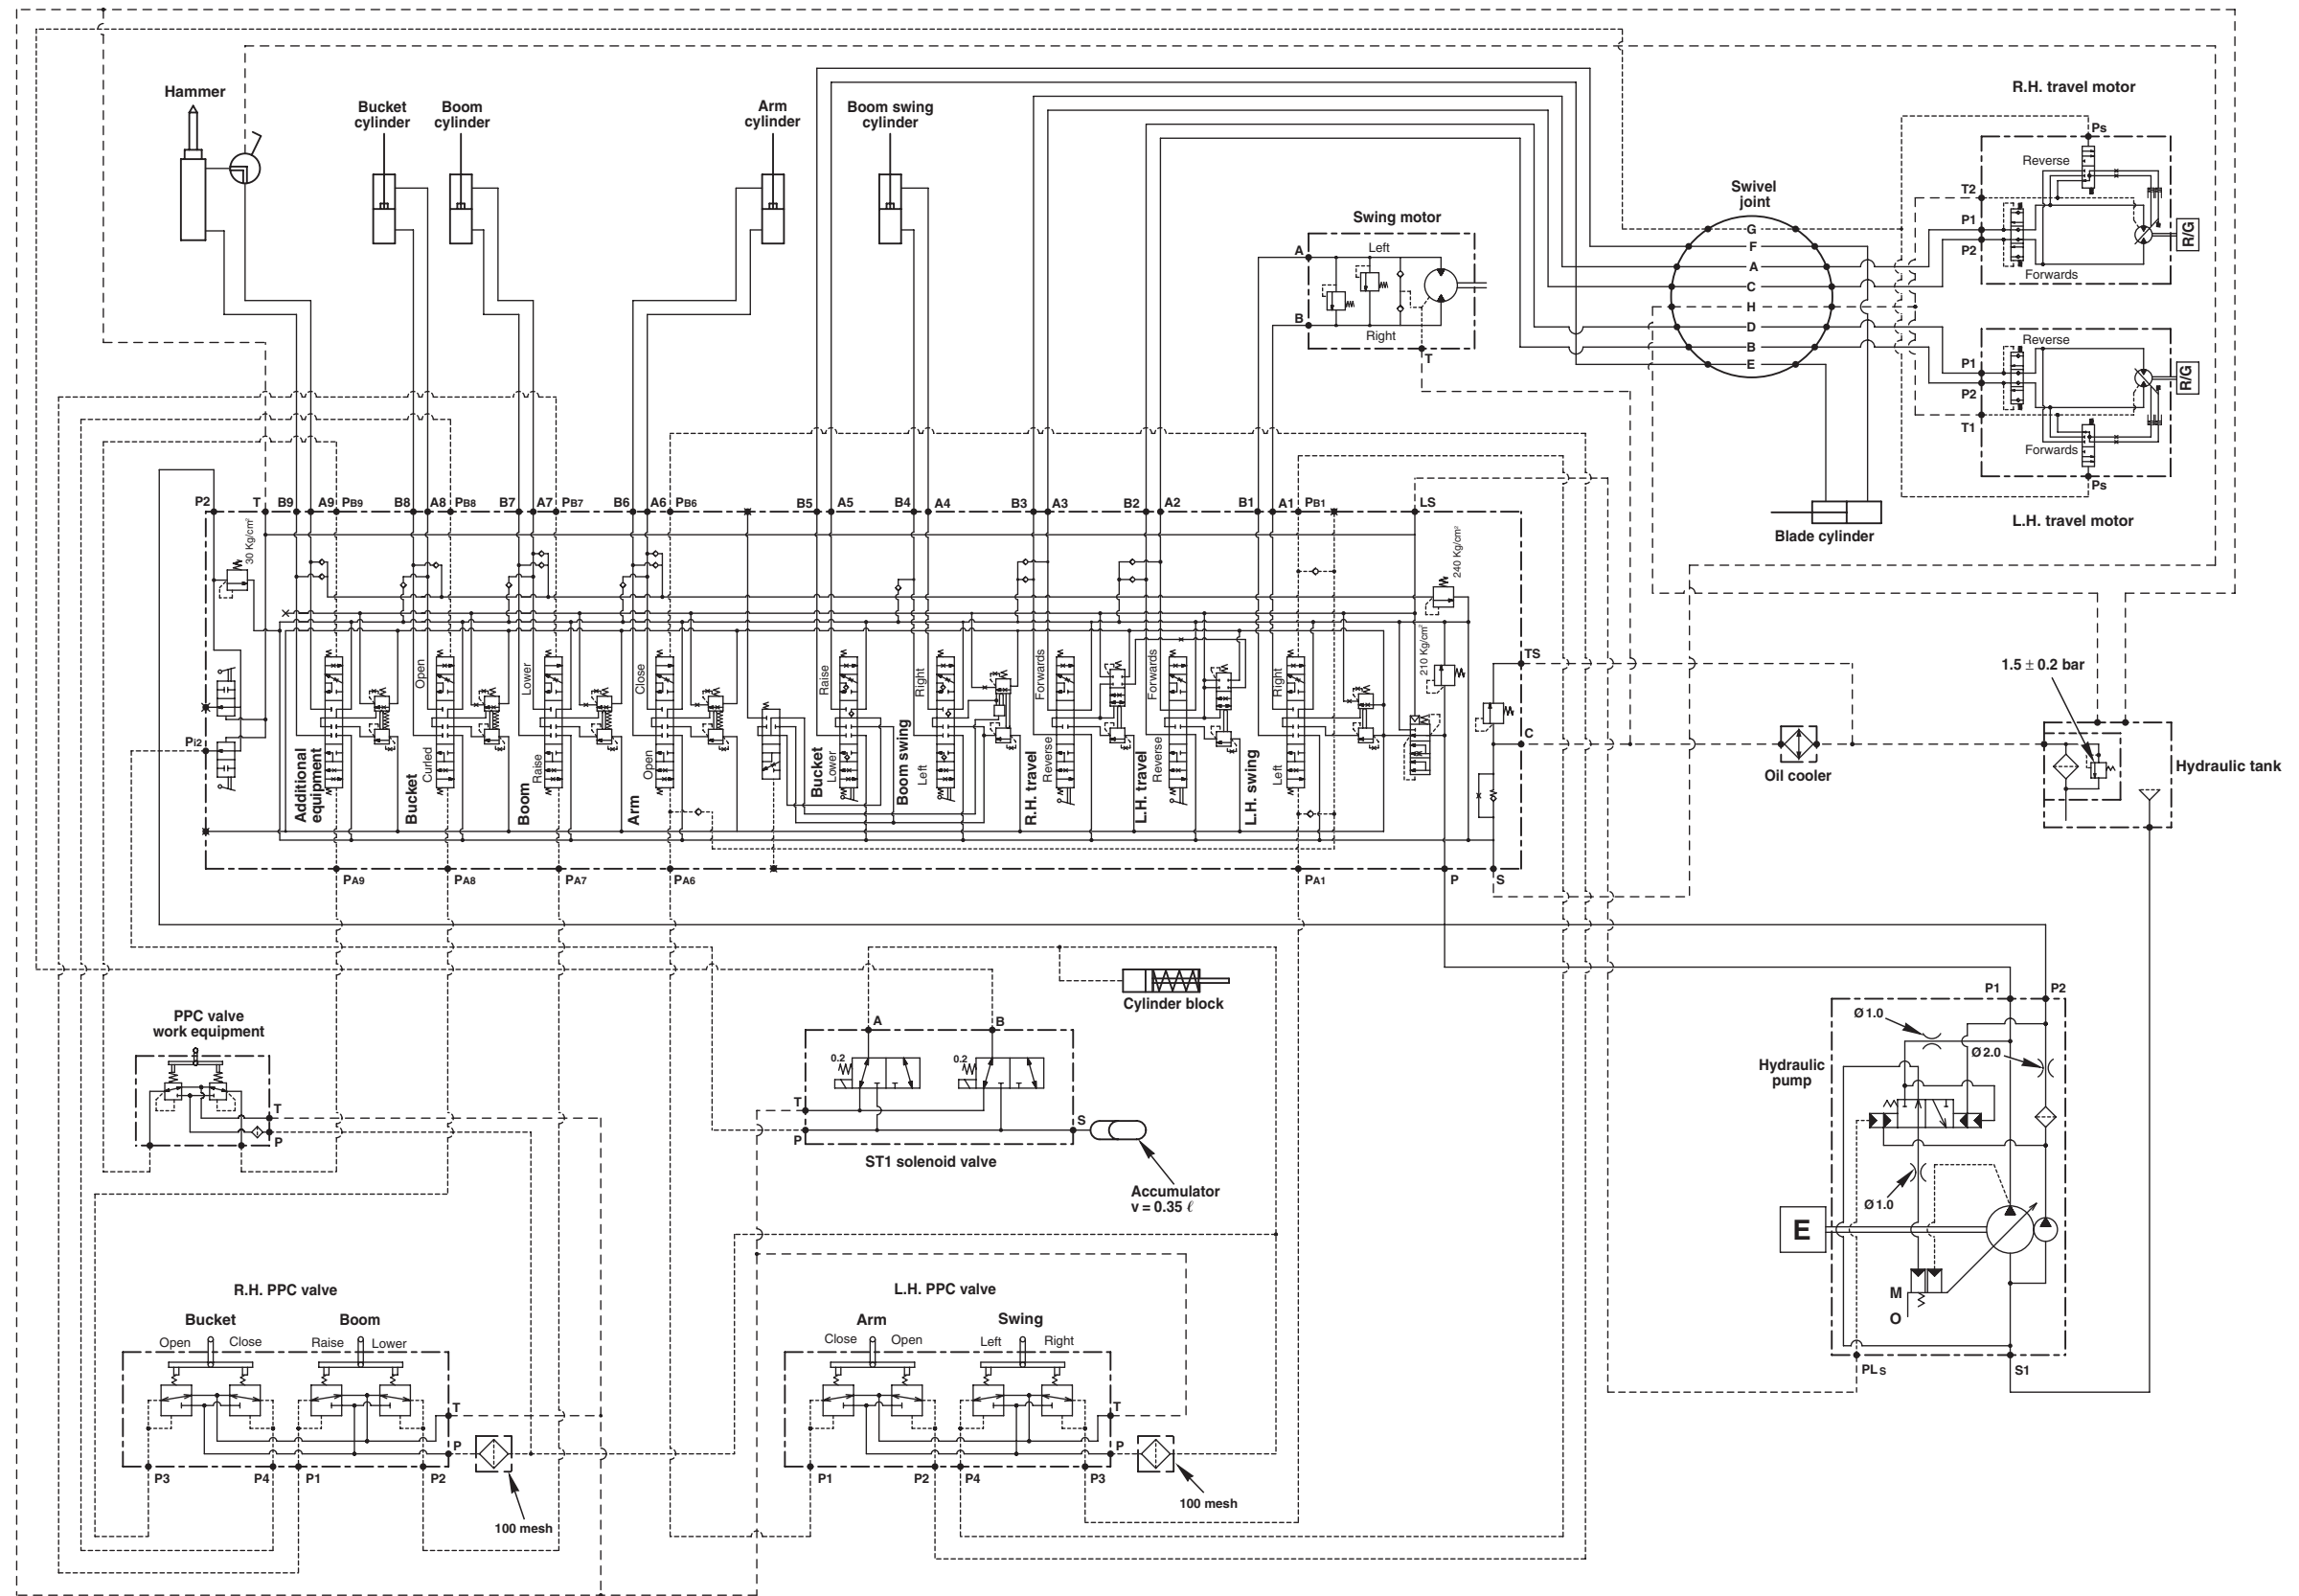 Hammer
Bucket
cylinder
Boom
cylinder
Arm
cylinder
Boom swing
cylinder
Swing motor
A
Left
B
Right
T
Swivel
joint
G
F
A
C
H
D
B
E
R.H. travel motor
Ps
Reverse
T2
P1
P2
Forwards
R/G
Reverse
P1
P2
T1
Forwards
R/G
Ps
L.H. travel motor
Blade cylinder
P2
T
B9
A9
PB9
B8
A8
PB8
B7
A7
PB7
B6
A6
PB6
B5
A5
B4
A4
B3
A3
B2
A2
B1
A1
PB1
LS
30 Kg/cm²
240 Kg/cm²
210 Kg/cm²
TS
C
Pi2
Additional
equipment
Open
Curled
Bucket
Lower
Raise
Boom
Close
Open
Arm
Raise
Lower
Bucket
Right
Left
Boom swing
Forwards
Reverse
R.H. travel
Forwards
Reverse
L.H. travel
Right
Left
L.H. swing
PA9
PA8
PA7
PA6
PA1
P
S
1.5 ± 0.2 bar
Oil cooler
Hydraulic tank
Cylinder block
PPC valve
work equipment
T
P
A
B
0.2
0.2
T
P
S
ST1 solenoid valve
Accumulator
v = 0.35 ℓ
P1
P2
Ø 1.0
Ø 2.0
Hydraulic
pump
Ø 1.0
E
M
O
PLs
S1
R.H. PPC valve
Bucket
Boom
Open
Close
Raise
Lower
T
P
P3
P4
P1
P2
100 mesh
L.H. PPC valve
Arm
Swing
Close
Open
Left
Right
T
P
P1
P2
P4
P3
100 mesh